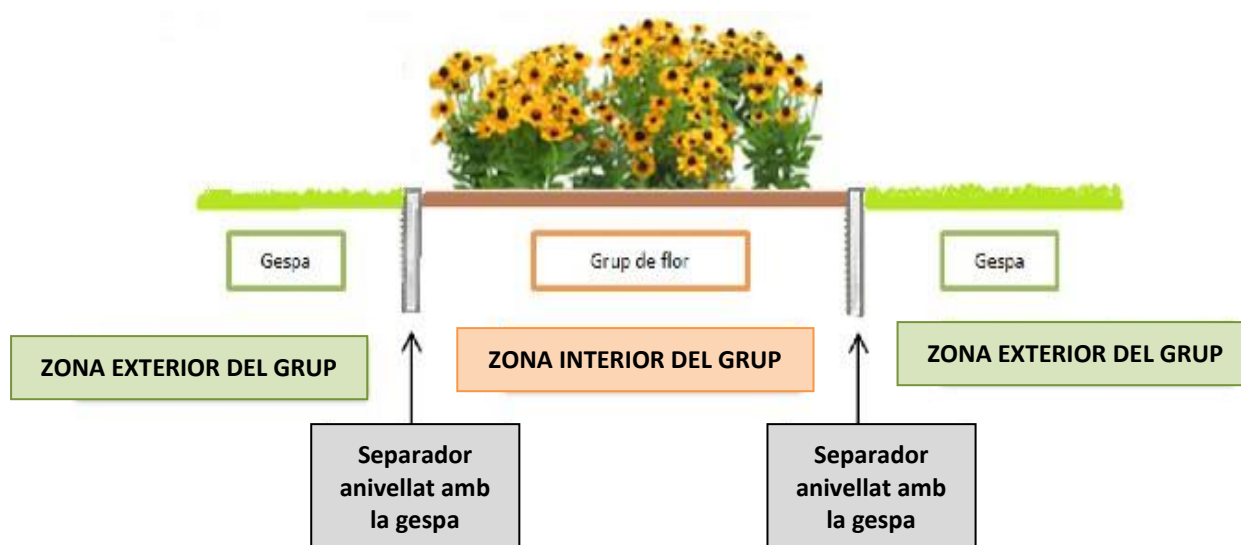 Gespa
Grup de flor
Gespa
ZONA EXTERIOR DEL GRUP
ZONA INTERIOR DEL GRUP
ZONA EXTERIOR DEL GRUP
Separador
anivellat amb
la gespa
Separador
anivellat amb
la gespa